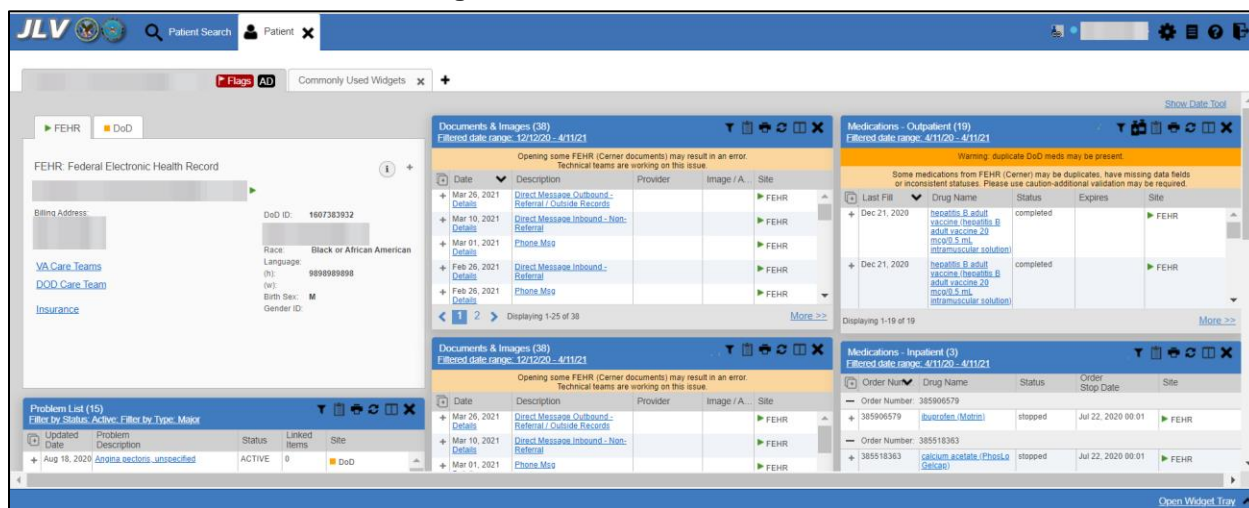 JLV Patient Search Patient
Flags AD Commonly Used Widgets
Show Date Tool
FEHR DoD
FEHR: Federal Electronic Health Record
Billing Address:
DoD ID: 1607383932
Race: Black or African American
Language:
(h): 9898989898
(w):
Birth Sex: M
Gender ID:
VA Care Teams
DOD Care Team
Insurance
Problem List (15)
Filter by Status: Active; Filter by Type: Major
Updated Date Problem Description Status Linked Items Site
Aug 18, 2020 Angina pectoris, unspecified ACTIVE 0 DoD
Documents & Images (38)
Filtered date range: 12/12/20 - 4/11/21
Opening some FEHR (Cerner documents) may result in an error.
Technical teams are working on this issue.
Date Description Provider Image / A... Site
Mar 26, 2021 Direct Message Outbound - FEHR
Details Referral / Outside Records
Mar 10, 2021 Direct Message Inbound - Non- FEHR
Details Referral
Mar 01, 2021 Phone Msg FEHR
Details
Feb 26, 2021 Direct Message Inbound - FEHR
Details Referral
Feb 26, 2021 Phone Msg FEHR
Details
1 2 Displaying 1-25 of 38 More >>
Documents & Images (38)
Filtered date range: 12/12/20 - 4/11/21
Opening some FEHR (Cerner documents) may result in an error.
Technical teams are working on this issue.
Date Description Provider Image / A... Site
Mar 26, 2021 Direct Message Outbound - FEHR
Details Referral / Outside Records
Mar 10, 2021 Direct Message Inbound - Non- FEHR
Details Referral
Mar 01, 2021 Phone Msg FEHR
Medications - Outpatient (19)
Filtered date range: 4/11/20 - 4/11/21
Warning: duplicate DoD meds may be present.
Some medications from FEHR (Cerner) may be duplicates, have missing data fields
or inconsistent statuses. Please use caution-additional validation may be required.
Last Fill Drug Name Status Expires Site
Dec 21, 2020 hepatitis B adult completed FEHR
vaccine (hepatitis B
adult vaccine 20
mcg/0.5 mL
intramuscular solution)
Dec 21, 2020 hepatitis B adult completed FEHR
vaccine (hepatitis B
adult vaccine 20
mcg/0.5 mL
intramuscular solution)
Displaying 1-19 of 19 More >>
Medications - Inpatient (3)
Filtered date range: 4/11/20 - 4/11/21
Order Num Drug Name Status Order Stop Date Site
Order Number: 385906579
385906579 ibuprofen (Motrin) stopped Jul 22, 2020 00:01 FEHR
Order Number: 385518363
385518363 calcium acetate (PhosLo stopped Jul 22, 2020 00:01 FEHR
Gelcap)
Open Widget Tray